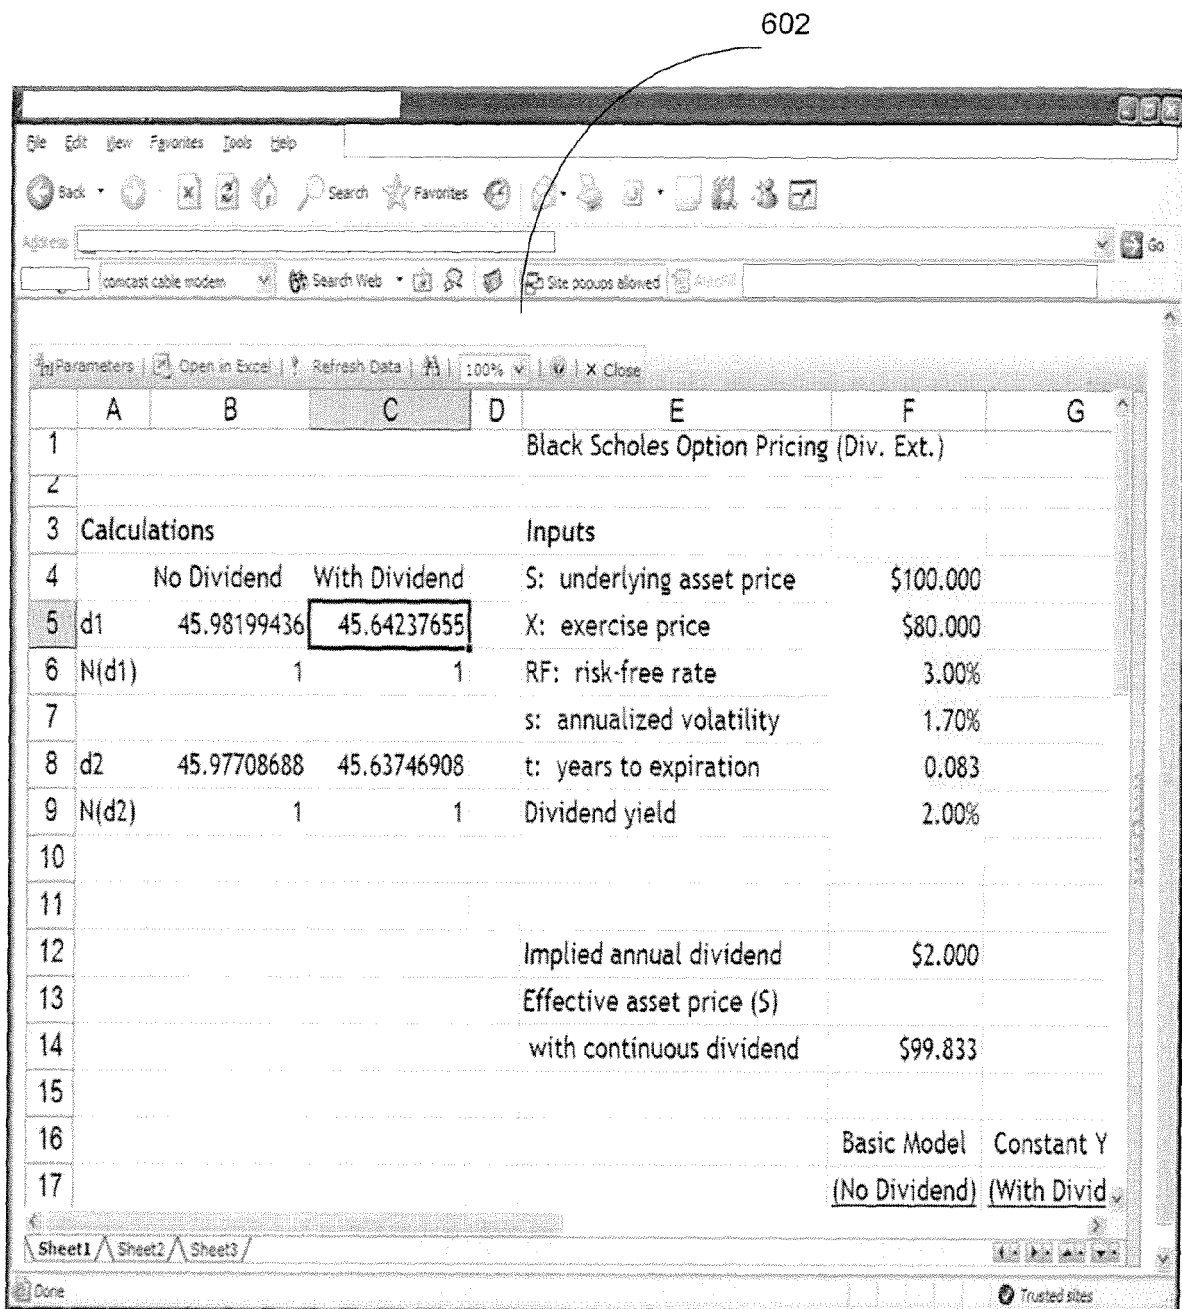 602
File Edit View Favorites Tools Help
Back Search Favorites
Address Go
comcast cable modem Search Web Site popups allowed AutoFill
Parameters | Open in Excel | Refresh Data | 100% | X Close
A B C D E F G
1 Black Scholes Option Pricing (Div. Ext.)
2
3 Calculations Inputs
4 No Dividend With Dividend S: underlying asset price $100.000
5 d1 45.98199436 45.64237655 X: exercise price $80.000
6 N(d1) 1 1 RF: risk-free rate 3.00%
7 s: annualized volatility 1.70%
8 d2 45.97708688 45.63746908 t: years to expiration 0.083
9 N(d2) 1 1 Dividend yield 2.00%
10
11
12 Implied annual dividend $2.000
13 Effective asset price (S)
14 with continuous dividend $99.833
15
16 Basic Model Constant Y
17 (No Dividend) (With Divid
Sheet1 Sheet2 Sheet3
Done Trusted sites